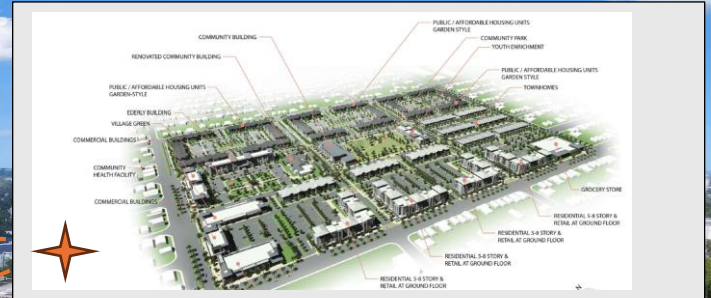 PUBLIC / AFFORDABLE HOUSING UNITS
GARDEN STYLE
COMMUNITY BUILDING
COMMUNITY PARK
YOUTH ENRICHMENT
RENOVATED COMMUNITY BUILDING
PUBLIC / AFFORDABLE HOUSING UNITS
GARDEN STYLE
PUBLIC / AFFORDABLE HOUSING UNITS
GARDEN-STYLE
TOWNHOMES
EDERLY BUILDING
VILLAGE GREEN
COMMERCIAL BUILDINGS
COMMUNITY
HEALTH FACILITY
GROCERY STORE
COMMERCIAL BUILDINGS
RESIDENTIAL 5-8 STORY &
RETAIL AT GROUND FLOOR
RESIDENTIAL 5-8 STORY &
RETAIL AT GROUND FLOOR
RESIDENTIAL 5-8 STORY &
RETAIL AT GROUND FLOOR
RESIDENTIAL 5-8 STORY &
RETAIL AT GROUND FLOOR